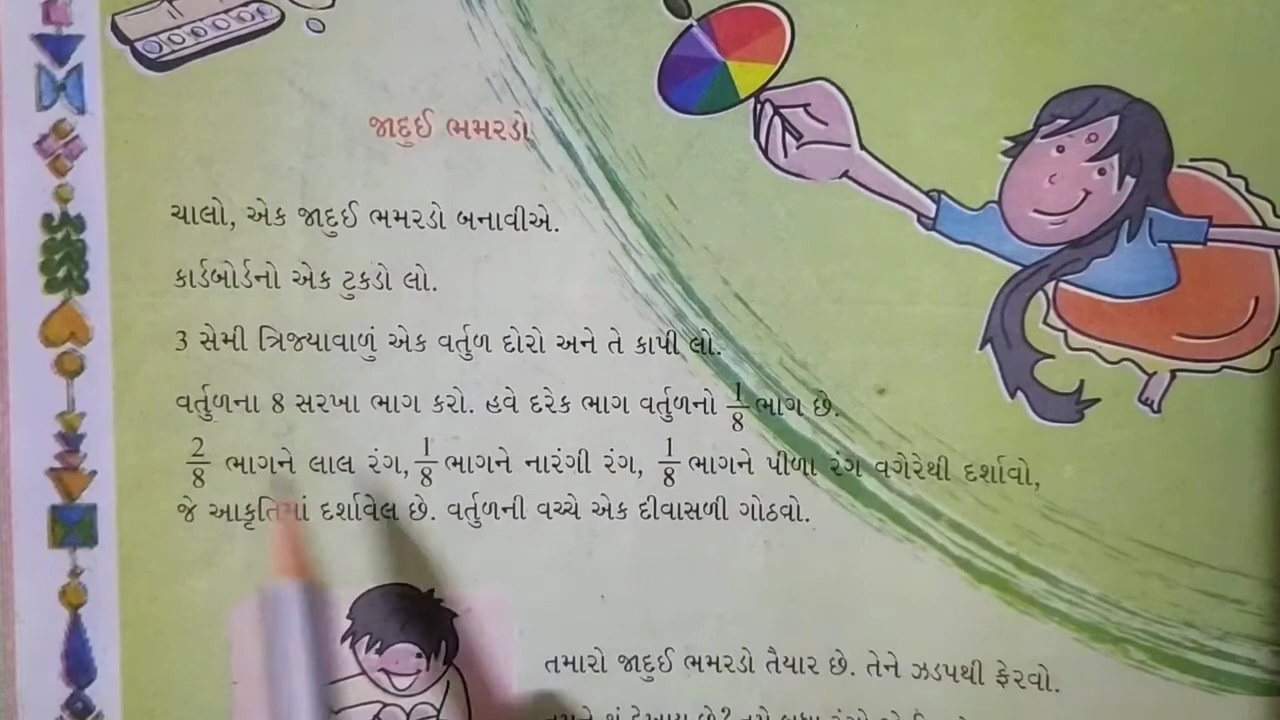 જાદુઈ ભમરડો
ચાલો, એક જાદુઈ ભમરડો બનાવીએ.
કાર્ડબોર્ડનો એક ટુકડો લો.
3 સેમી ત્રિજ્યાવાળું એક વર્તુળ દોરો અને તે કાપી લો.
વર્તુળના 8 સરખા ભાગ કરો. હવે દરેક ભાગ વર્તુળનો 1/8 ભાગ છે.
2/8 ભાગને લાલ રંગ, 1/8 ભાગને નારંગી રંગ, 1/8 ભાગને પીળા રંગ વગેરેથી દર્શાવો,
જે આકૃતિમાં દર્શાવેલ છે. વર્તુળની વચ્ચે એક દીવાસળી ગોઠવો.
તમારો જાદુઈ ભમરડો તૈયાર છે. તેને ઝડપથી ફેરવો.